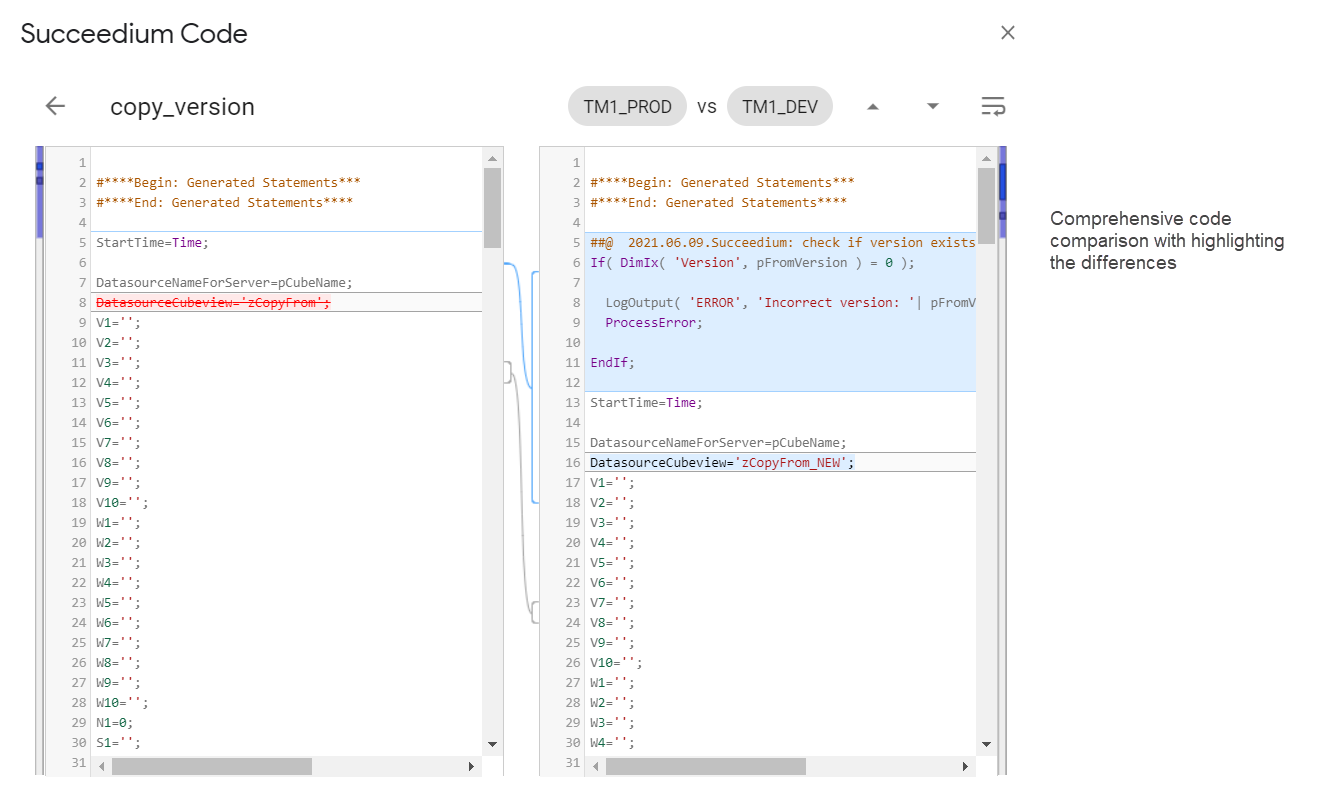 Succeedium Code
copy_version
TM1_PROD vs TM1_DEV
1
2 #****Begin: Generated Statements***
3 #****End: Generated Statements****
4
5 StartTime=Time;
6
7 DatasourceNameForServer=pCubeName;
8 DatasourceCubeview='zCopyFrom';
9 V1='';
10 V2='';
11 V3='';
12 V4='';
13 V5='';
14 V6='';
15 V7='';
16 V8='';
17 V9='';
18 V10='';
19 W1='';
20 W2='';
21 W3='';
22 W4='';
23 W5='';
24 W6='';
25 W7='';
26 W8='';
27 W9='';
28 W10='';
29 N1=0;
30 S1='';
31
1
2 #****Begin: Generated Statements***
3 #****End: Generated Statements****
4
5 ##@  2021.06.09.Succeedium: check if version exists
6 If( DimIx( 'Version', pFromVersion ) = 0 );
7
8   LogOutput( 'ERROR', 'Incorrect version: '| pFromV
9   ProcessError;
10
11 EndIf;
12
13 StartTime=Time;
14
15 DatasourceNameForServer=pCubeName;
16 DatasourceCubeview='zCopyFrom_NEW';
17 V1='';
18 V2='';
19 V3='';
20 V4='';
21 V5='';
22 V6='';
23 V7='';
24 V8='';
25 V9='';
26 V10='';
27 W1='';
28 W2='';
29 W3='';
30 W4='';
31
Comprehensive code
comparison with highlighting
the differences